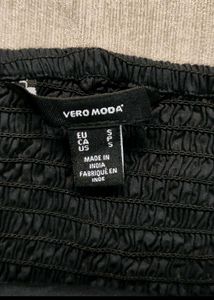 VERO MODA
EU S
CA P
US S
MADE IN
INDIA
FABRIQUÉ EN
INDE